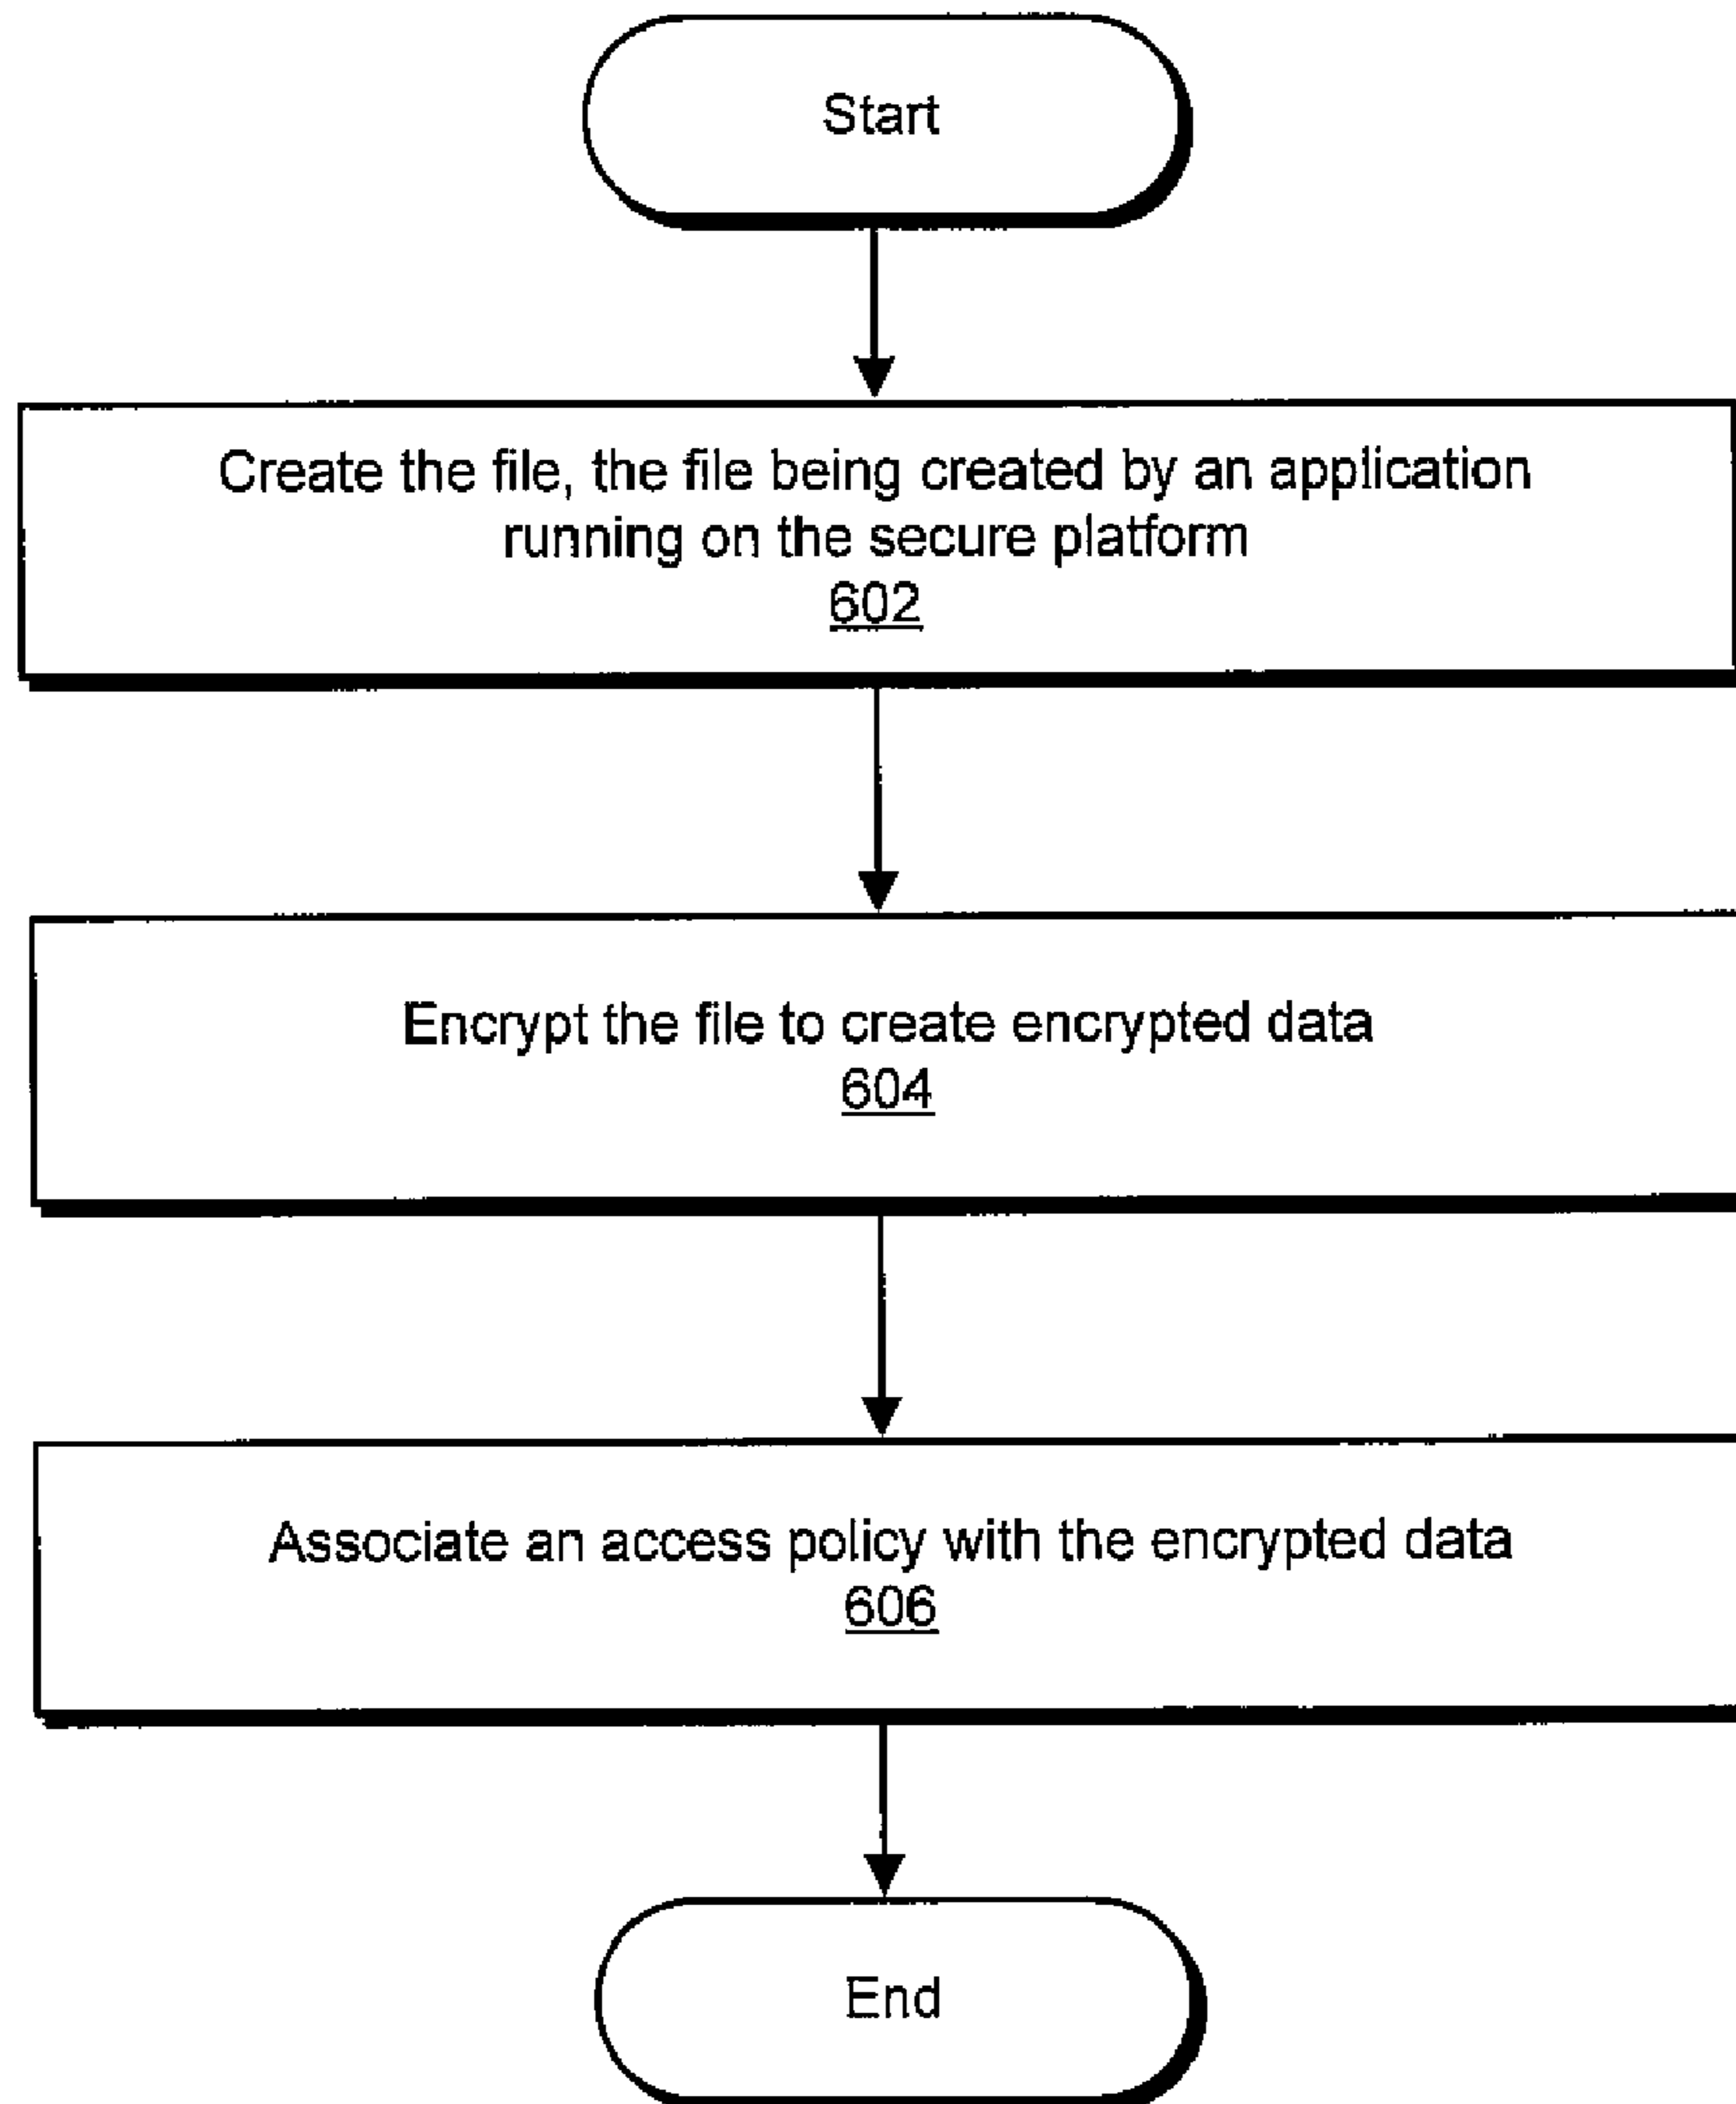 Start
Create the file, the file being created by an application
running on the secure platform
602
Encrypt the file to create encrypted data
604
Associate an access policy with the encrypted data
606
End